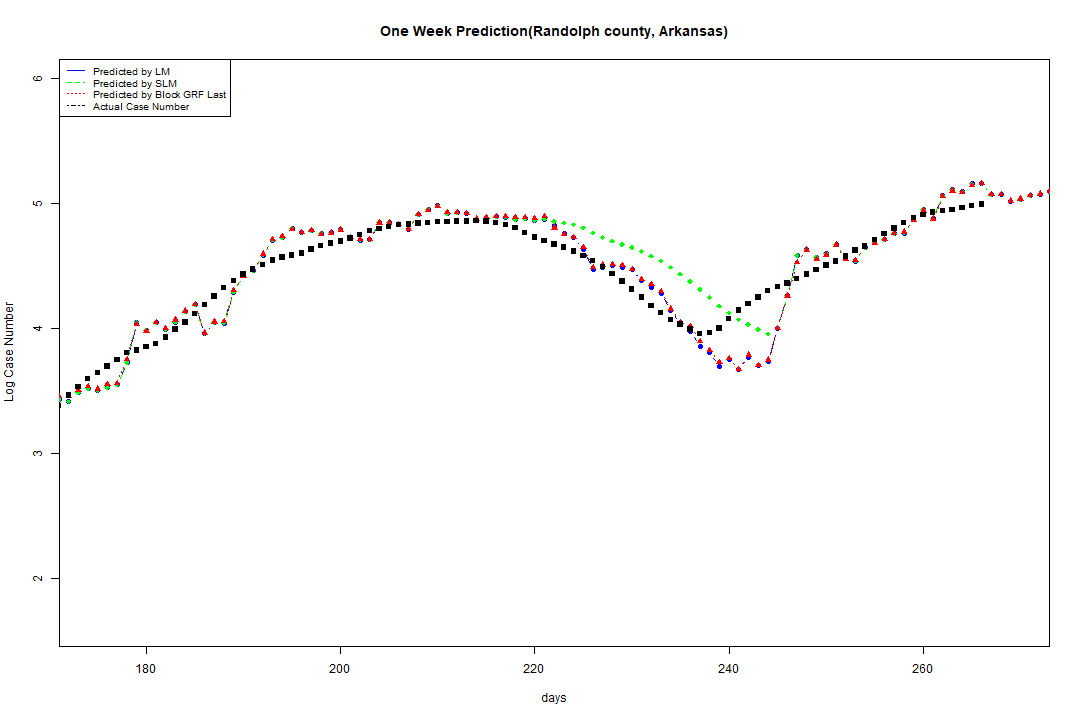 One Week Prediction(Randolph county, Arkansas)
Predicted by LM
Predicted by SLM
Predicted by Block GRF Last
Actual Case Number
6
5
4
3
2
Log Case Number
180 200 220 240 260
days